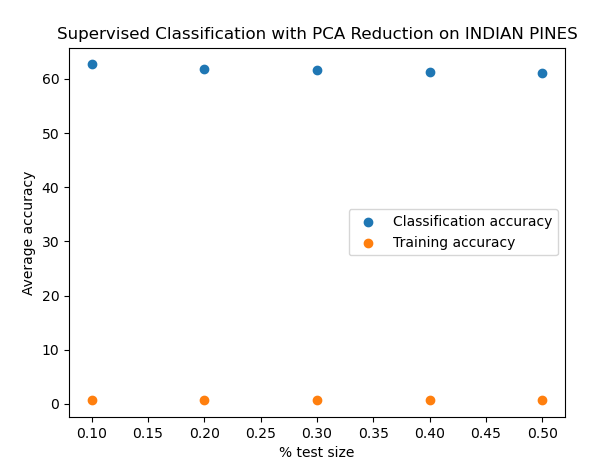 Supervised Classification with PCA Reduction on INDIAN PINES
60
50
40
30
20
10
0
Average accuracy
Classification accuracy
Training accuracy
0.10 0.15 0.20 0.25 0.30 0.35 0.40 0.45 0.50
% test size